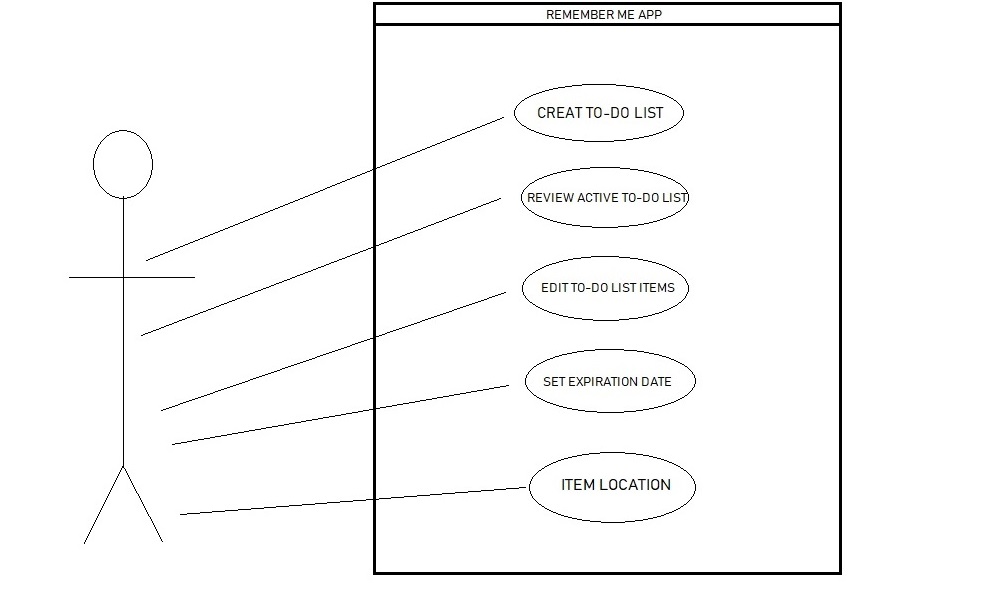 REMEMBER ME APP
CREAT TO-DO LIST
REVIEW ACTIVE TO-DO LIST
EDIT TO-DO LIST ITEMS
SET EXPIRATION DATE
ITEM LOCATION